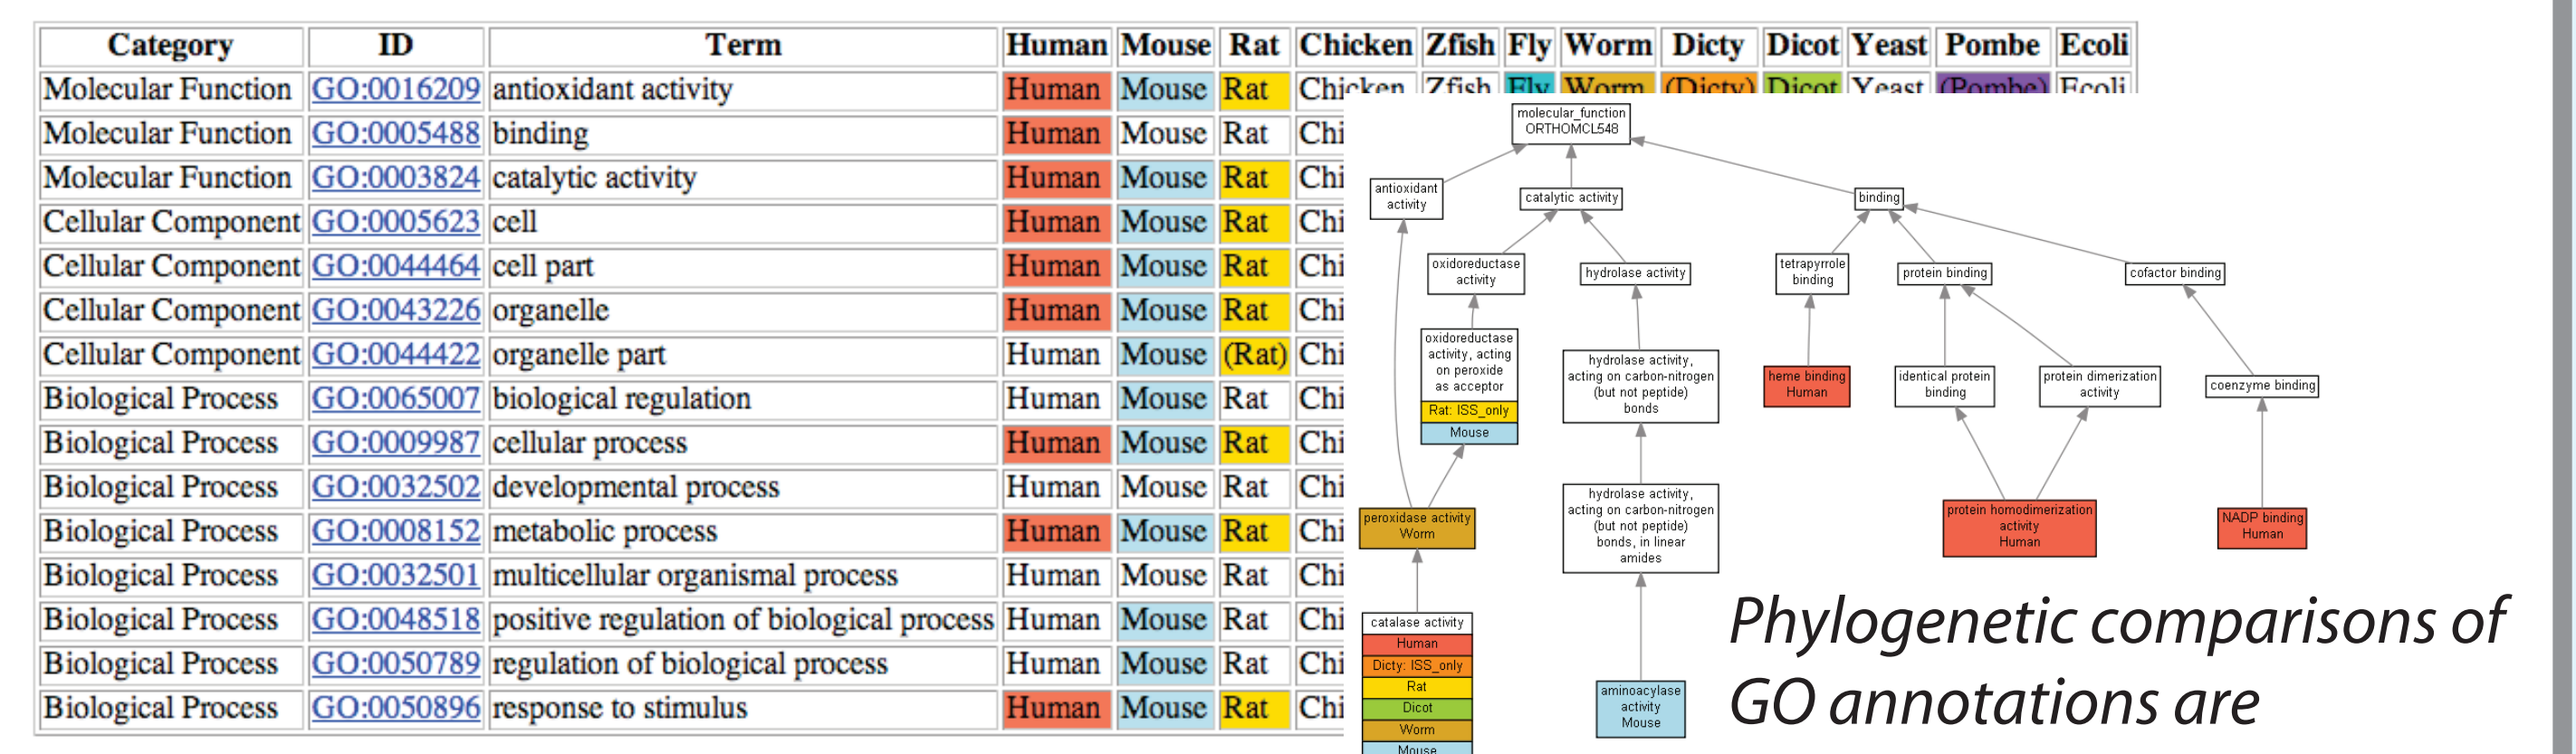 Category ID Term Human Mouse Rat Chicken Zfish Fly Worm Dicty Dicot Yeast Pombe Ecoli
Molecular Function GO:0016209 antioxidant activity Human Mouse Rat Chicken Zfish Fly Worm (Dicty) Dicot Yeast (Pombe) Ecoli
Molecular Function GO:0005488 binding Human Mouse Rat Chi
Molecular Function GO:0003824 catalytic activity Human Mouse Rat Chi
Cellular Component GO:0005623 cell Human Mouse Rat Chi
Cellular Component GO:0044464 cell part Human Mouse Rat Chi
Cellular Component GO:0043226 organelle Human Mouse Rat Chi
Cellular Component GO:0044422 organelle part Human Mouse (Rat) Chi
Biological Process GO:0065007 biological regulation Human Mouse Rat Chi
Biological Process GO:0009987 cellular process Human Mouse Rat Chi
Biological Process GO:0032502 developmental process Human Mouse Rat Chi
Biological Process GO:0008152 metabolic process Human Mouse Rat Chi
Biological Process GO:0032501 multicellular organismal process Human Mouse Rat Chi
Biological Process GO:0048518 positive regulation of biological process Human Mouse Rat Chi
Biological Process GO:0050789 regulation of biological process Human Mouse Rat Chi
Biological Process GO:0050896 response to stimulus Human Mouse Rat Chi
molecular_function
ORTHOMCL548
antioxidant
activity
catalytic activity
binding
oxidoreductase
activity
hydrolase activity
tetrapyrrole
binding
protein binding
cofactor binding
oxidoreductase
activity, acting
on peroxide
as acceptor
Rat: ISS_only
Mouse
hydrolase activity,
acting on carbon-nitrogen
(but not peptide)
bonds
heme binding
Human
identical protein
binding
protein dimerization
activity
coenzyme binding
peroxidase activity
Worm
hydrolase activity,
acting on carbon-nitrogen
(but not peptide)
bonds, in linear
amides
protein homodimerization
activity
Human
NADP binding
Human
catalase activity
Human
Dicty: ISS_only
Rat
Dicot
Worm
Mouse
aminoacylase
activity
Mouse
Phylogenetic comparisons of
GO annotations are